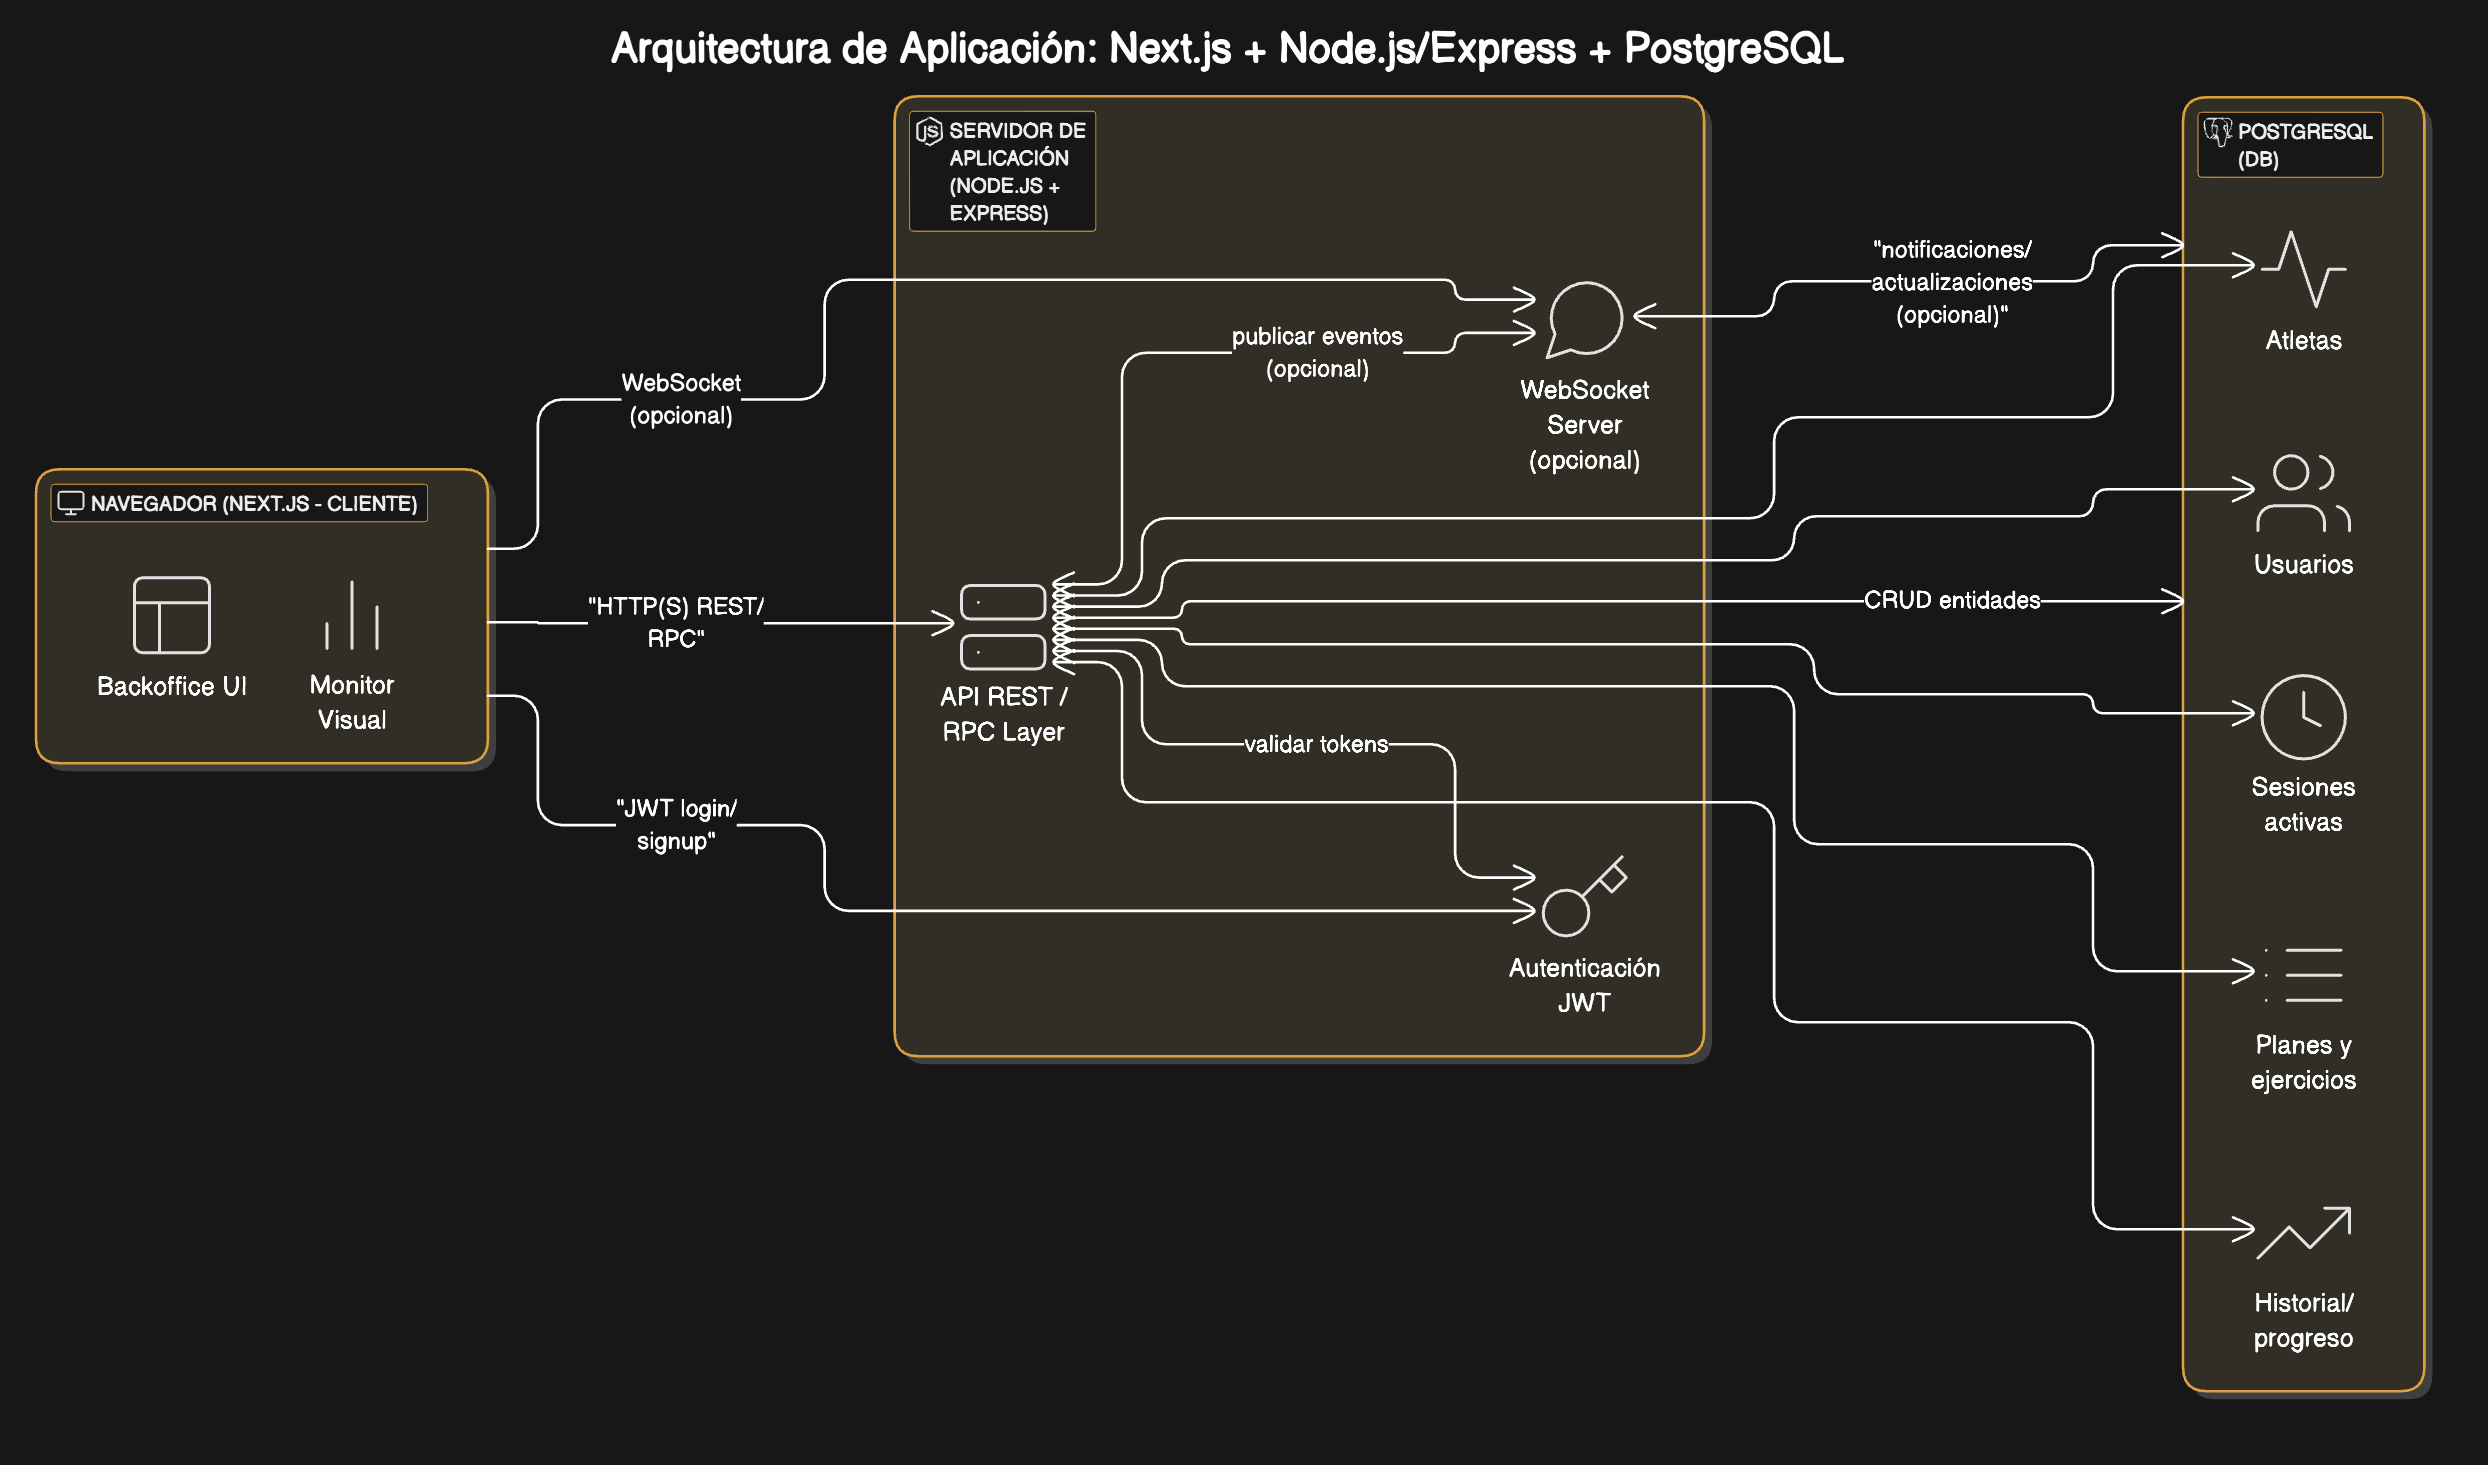 Arquitectura de Aplicación: Next.js + Node.js/Express + PostgreSQL
NAVEGADOR (NEXT.JS - CLIENTE)
Backoffice UI
Monitor
Visual
WebSocket
(opcional)
"HTTP(S) REST/
RPC"
"JWT login/
signup"
SERVIDOR DE
APLICACIÓN
(NODE.JS +
EXPRESS)
publicar eventos
(opcional)
WebSocket
Server
(opcional)
API REST /
RPC Layer
validar tokens
Autenticación
JWT
"notificaciones/
actualizaciones
(opcional)"
CRUD entidades
POSTGRESQL
(DB)
Atletas
Usuarios
Sesiones
activas
Planes y
ejercicios
Historial/
progreso